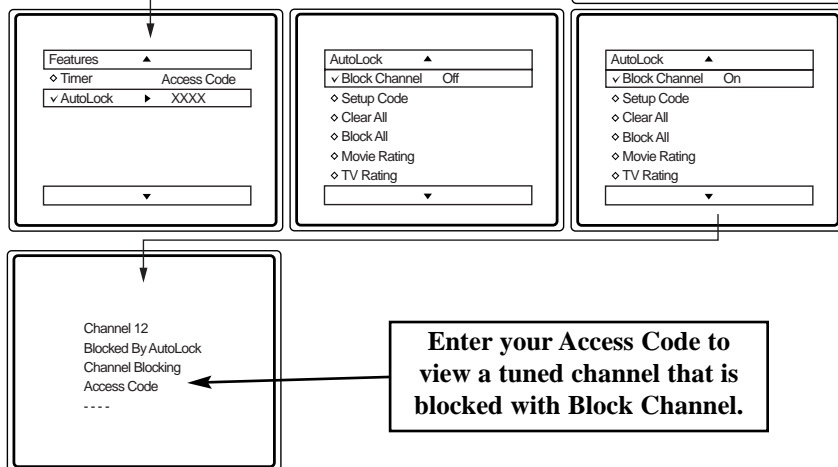 Features
Timer Access Code
AutoLock XXXX
AutoLock
Block Channel Off
Setup Code
Clear All
Block All
Movie Rating
TV Rating
AutoLock
Block Channel On
Setup Code
Clear All
Block All
Movie Rating
TV Rating
Channel 12
Blocked By AutoLock
Channel Blocking
Access Code
- - - -
Enter your Access Code to
view a tuned channel that is
blocked with Block Channel.